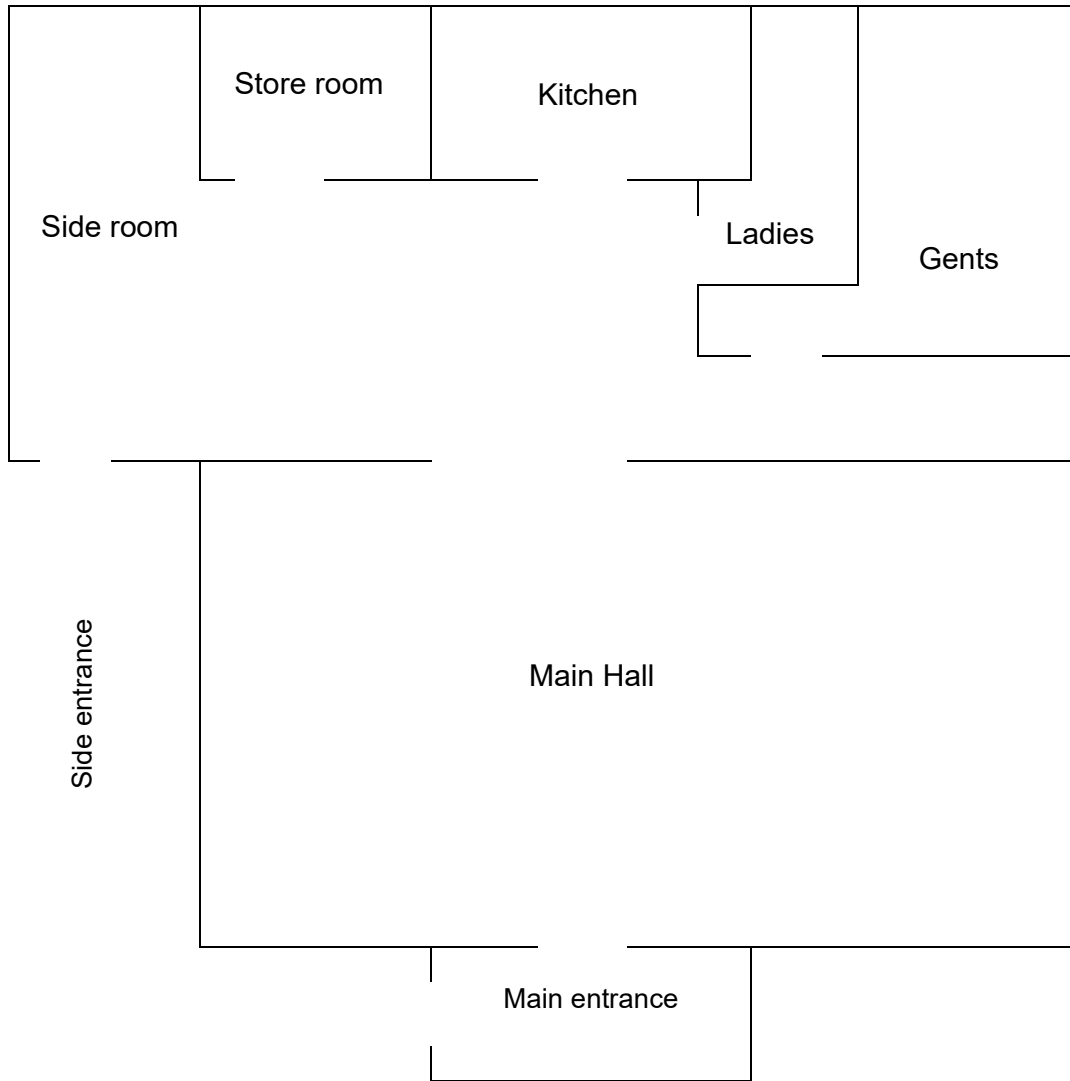 Store room
Kitchen
Side room
Ladies
Gents
Side entrance
Main Hall
Main entrance